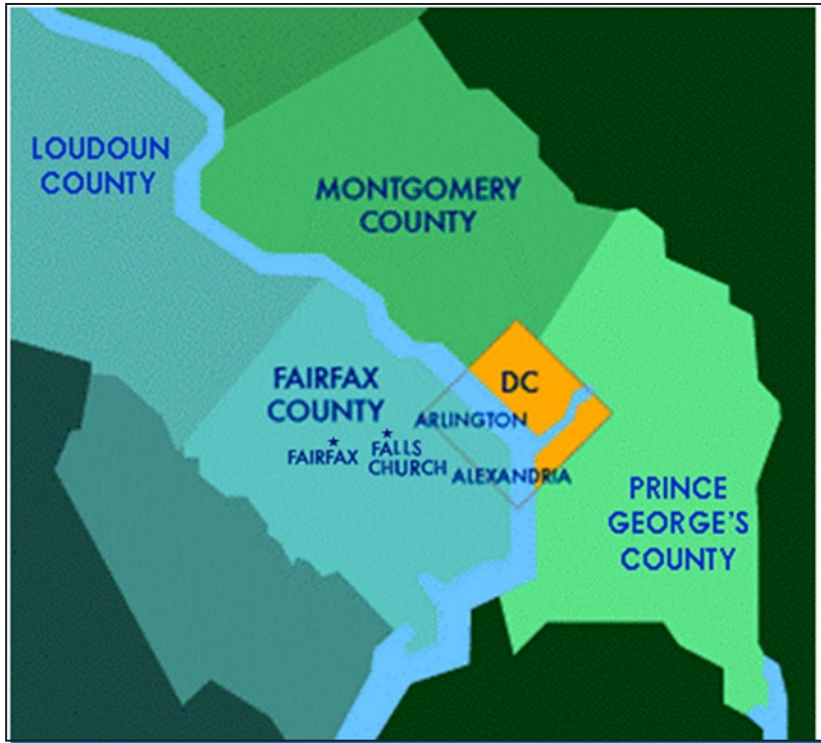 LOUDOUN
COUNTY
MONTGOMERY
COUNTY
FAIRFAX
COUNTY
DC
ARLINGTON
FAIRFAX
FALLS
CHURCH
ALEXANDRIA
PRINCE
GEORGE'S
COUNTY